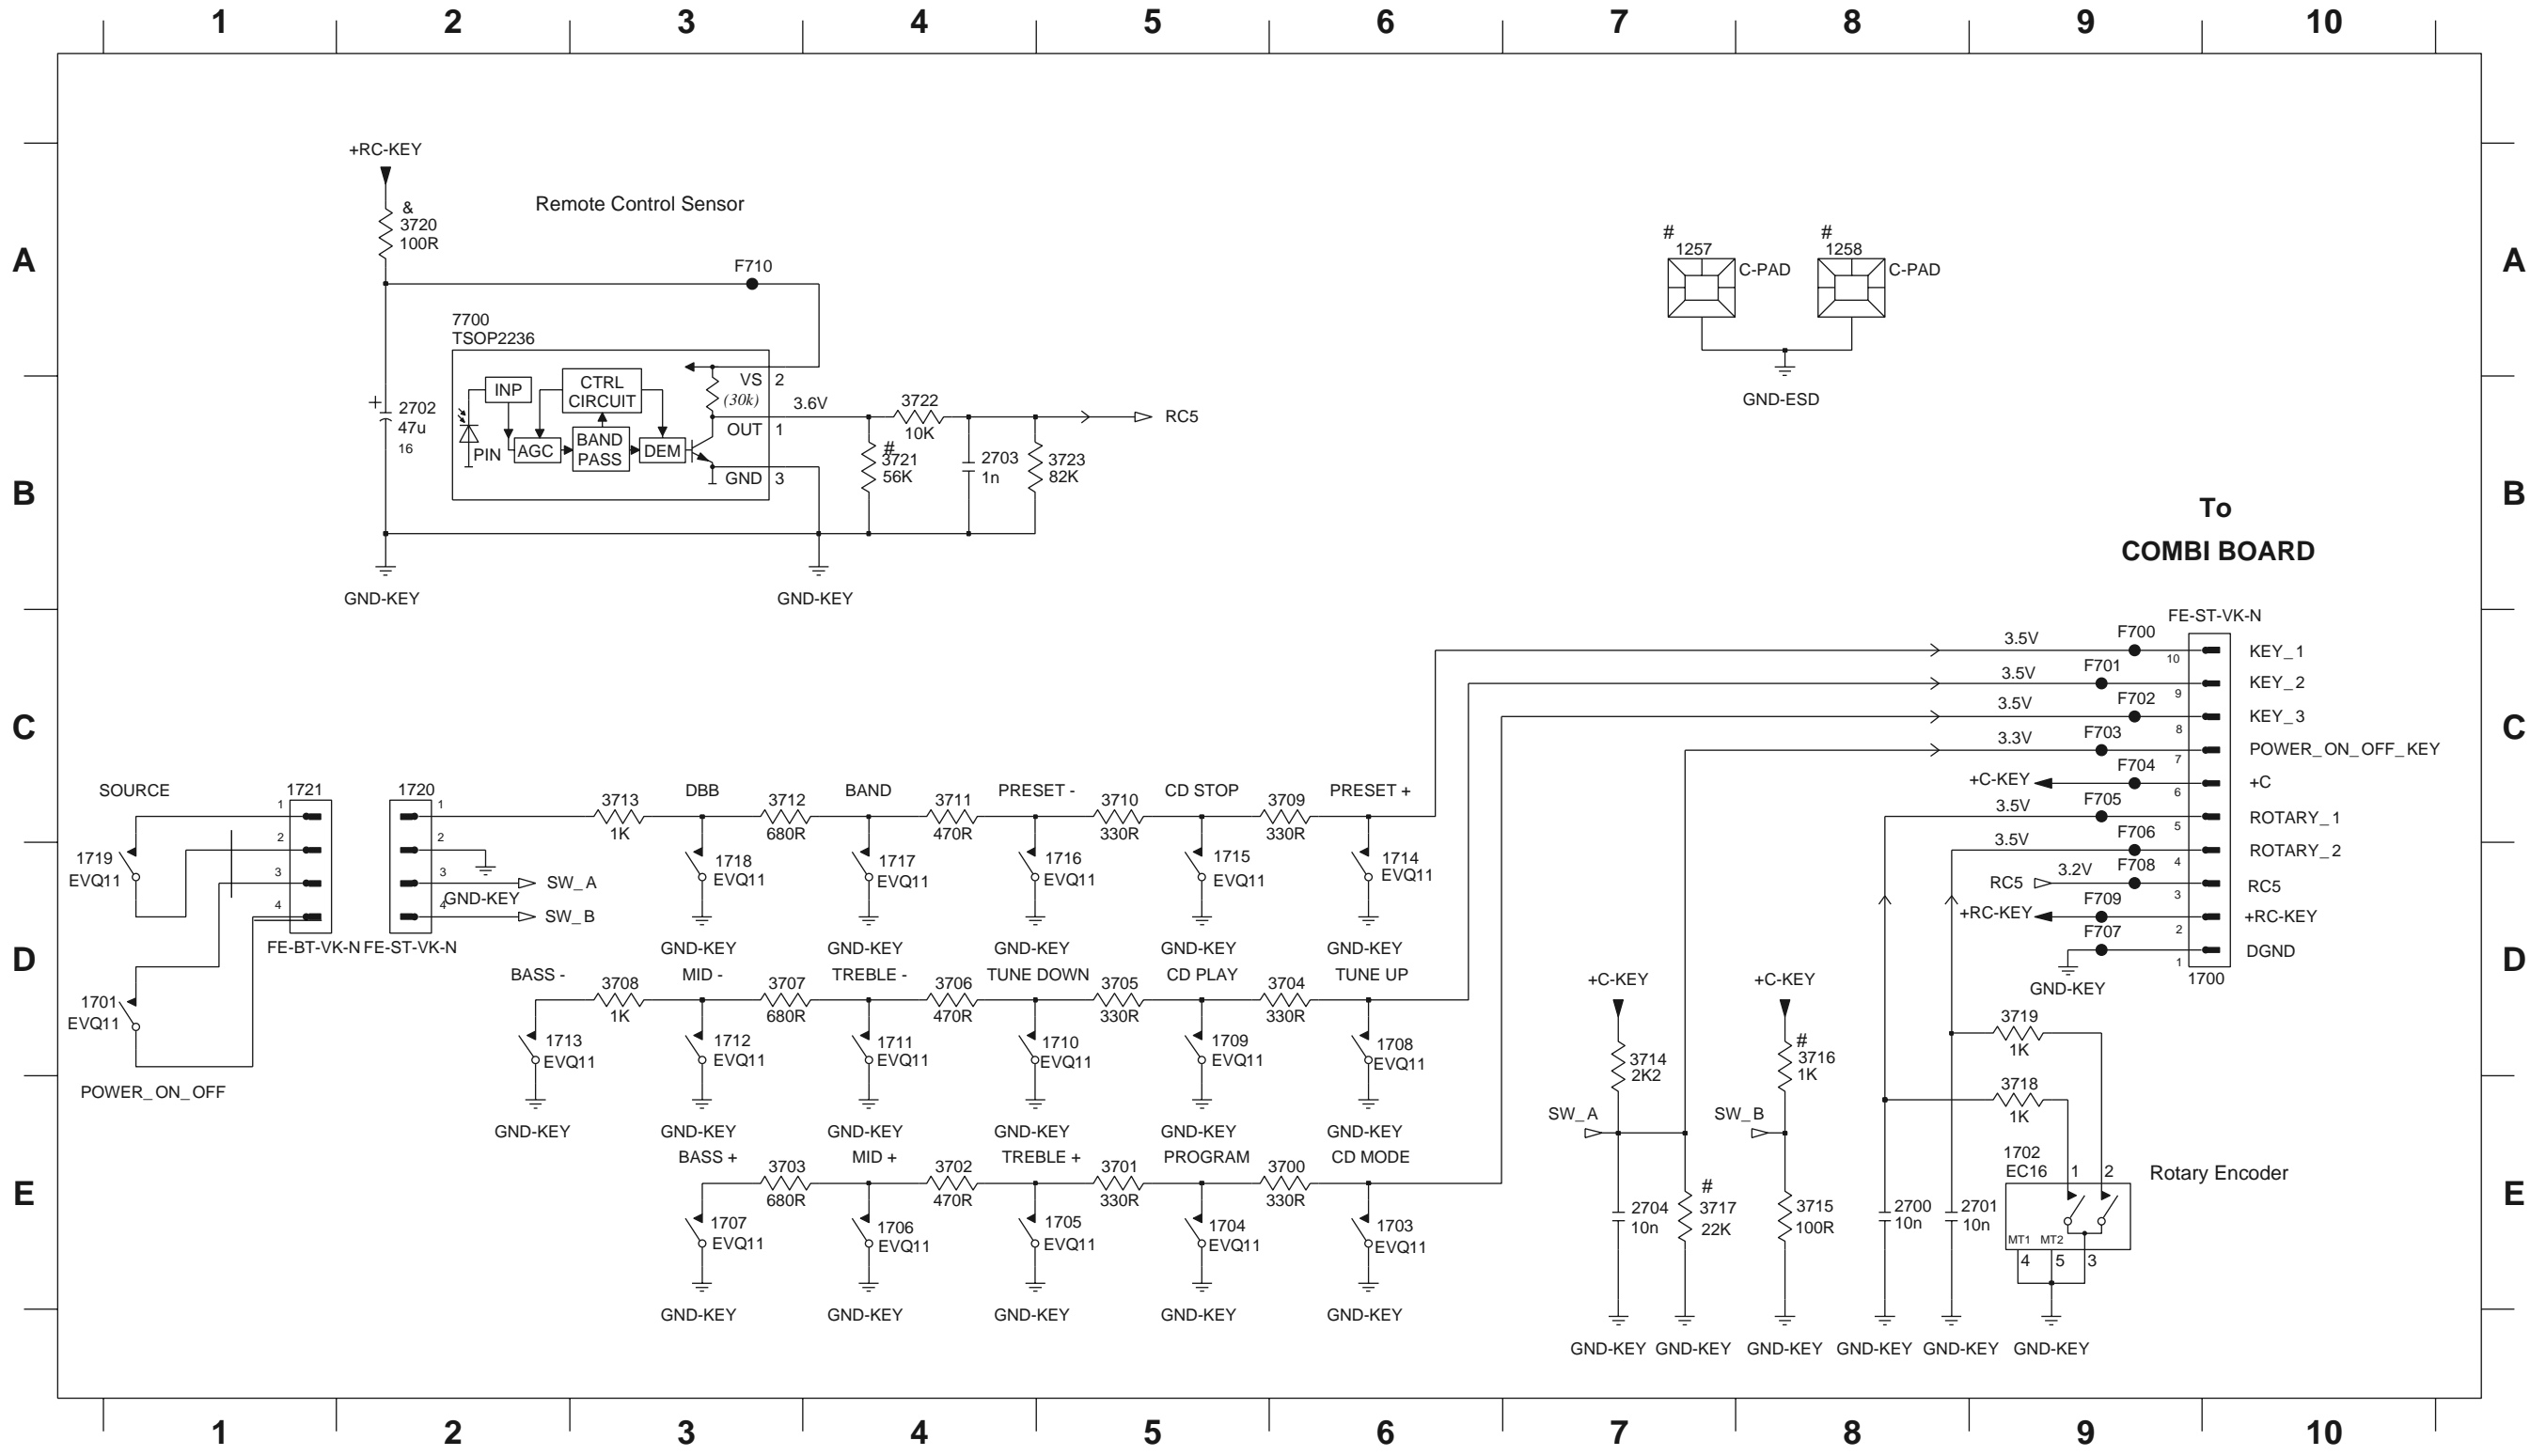 1 2 3 4 5 6 7 8 9 10
+RC-KEY
&
3720
100R
Remote Control Sensor
F710
A
#
1257
C-PAD
#
1258
C-PAD
A
GND-ESD
7700
TSOP2236
INP
CTRL
CIRCUIT
VS 2
(30k)
OUT 1
PIN
AGC
BAND
PASS
DEM
GND 3
+
2702
47u
16
3.6V
3722
10K
RC5
#
3721
56K
2703
1n
3723
82K
B
B
GND-KEY
GND-KEY
To
COMBI BOARD
FE-ST-VK-N
3.5V F700 10 KEY_1
3.5V F701 9 KEY_2
3.5V F702 8 KEY_3
3.3V F703 7 POWER_ON_OFF_KEY
+C-KEY F704 6 +C
3.5V F705 5 ROTARY_1
3.5V F706 4 ROTARY_2
RC5 3.2V F708 3 RC5
+RC-KEY F709 2 +RC-KEY
F707 1 DGND
GND-KEY
1700
C
C
SOURCE
1721
1
2
3
4
1719
EVQ11
FE-BT-VK-N
1701
EVQ11
POWER_ON_OFF
1720
1
2
3
4
GND-KEY
SW_A
SW_B
FE-ST-VK-N
3713
1K
DBB
3712
680R
BAND
3711
470R
PRESET -
3710
330R
CD STOP
3709
330R
PRESET +
1718
EVQ11
1717
EVQ11
1716
EVQ11
1715
EVQ11
1714
EVQ11
GND-KEY GND-KEY GND-KEY GND-KEY GND-KEY
D
D
BASS -
3708
1K
MID -
3707
680R
TREBLE -
3706
470R
TUNE DOWN
3705
330R
CD PLAY
3704
330R
TUNE UP
1713
EVQ11
1712
EVQ11
1711
EVQ11
1710
EVQ11
1709
EVQ11
1708
EVQ11
GND-KEY GND-KEY GND-KEY GND-KEY GND-KEY GND-KEY
BASS +
3703
680R
MID +
3702
470R
TREBLE +
3701
330R
PROGRAM
3700
330R
CD MODE
1707
EVQ11
1706
EVQ11
1705
EVQ11
1704
EVQ11
1703
EVQ11
GND-KEY GND-KEY GND-KEY GND-KEY GND-KEY
+C-KEY
3714
2K2
SW_A
2704
10n
#
3717
22K
+C-KEY
#
3716
1K
SW_B
3715
100R
2700
10n
2701
10n
3719
1K
3718
1K
1702
EC16
1 2
Rotary Encoder
MT1 MT2
4 5 3
GND-KEY GND-KEY GND-KEY GND-KEY GND-KEY GND-KEY
E
E
1 2 3 4 5 6 7 8 9 10